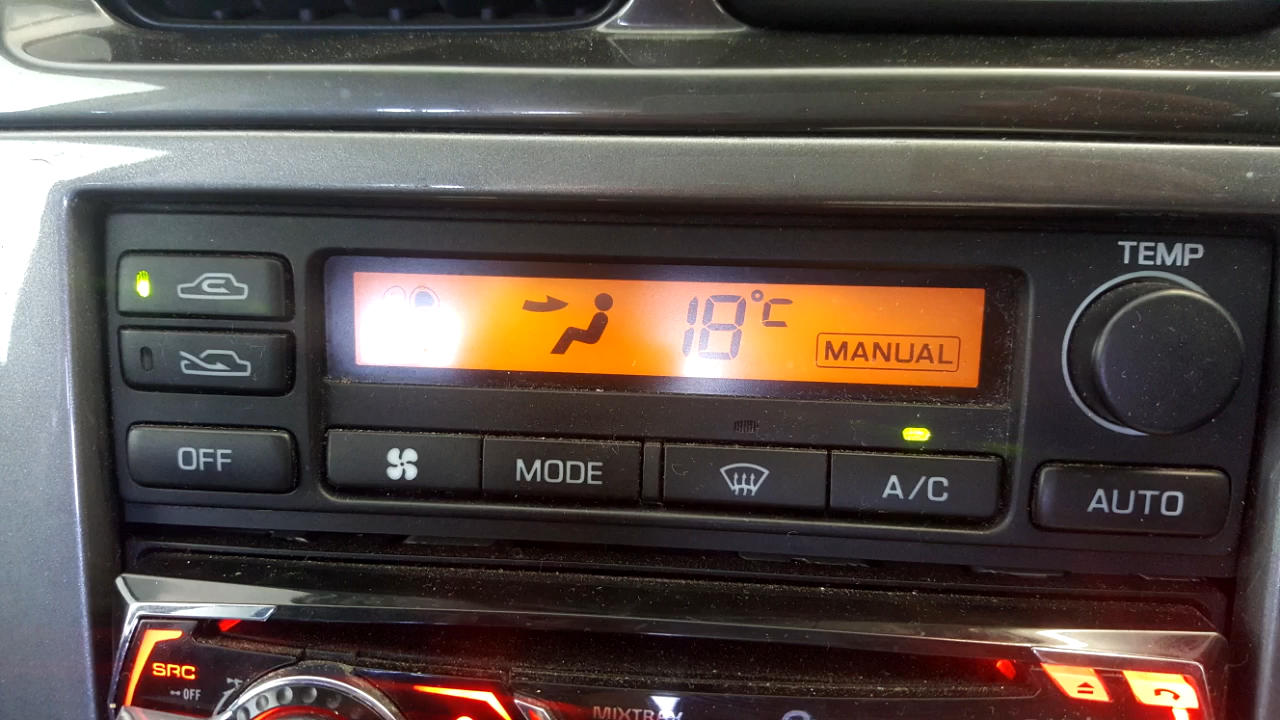 TEMP
18°C
MANUAL
OFF
MODE
A/C
AUTO
SRC
OFF
MIXTRAX